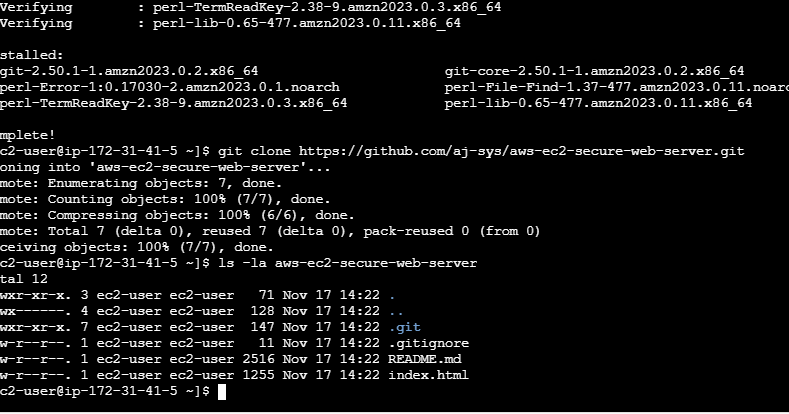 Verifying : perl-TermReadKey-2.38-9.amzn2023.0.3.x86_64
Verifying : perl-lib-0.65-477.amzn2023.0.11.x86_64
stalled:
git-2.50.1-1.amzn2023.0.2.x86_64 git-core-2.50.1-1.amzn2023.0.2.x86_64
perl-Error-1:0.17030-2.amzn2023.0.1.noarch perl-File-Find-1.37-477.amzn2023.0.11.noarc
perl-TermReadKey-2.38-9.amzn2023.0.3.x86_64 perl-lib-0.65-477.amzn2023.0.11.x86_64
mplete!
c2-user@ip-172-31-41-5 ~]$ git clone https://github.com/aj-sys/aws-ec2-secure-web-server.git
oning into 'aws-ec2-secure-web-server'...
mote: Enumerating objects: 7, done.
mote: Counting objects: 100% (7/7), done.
mote: Compressing objects: 100% (6/6), done.
mote: Total 7 (delta 0), reused 7 (delta 0), pack-reused 0 (from 0)
ceiving objects: 100% (7/7), done.
c2-user@ip-172-31-41-5 ~]$ ls -la aws-ec2-secure-web-server
tal 12
wxr-xr-x. 3 ec2-user ec2-user 71 Nov 17 14:22 .
wx------. 4 ec2-user ec2-user 128 Nov 17 14:22 ..
wxr-xr-x. 7 ec2-user ec2-user 147 Nov 17 14:22 .git
w-r--r--. 1 ec2-user ec2-user 11 Nov 17 14:22 .gitignore
w-r--r--. 1 ec2-user ec2-user 2516 Nov 17 14:22 README.md
w-r--r--. 1 ec2-user ec2-user 1255 Nov 17 14:22 index.html
c2-user@ip-172-31-41-5 ~]$